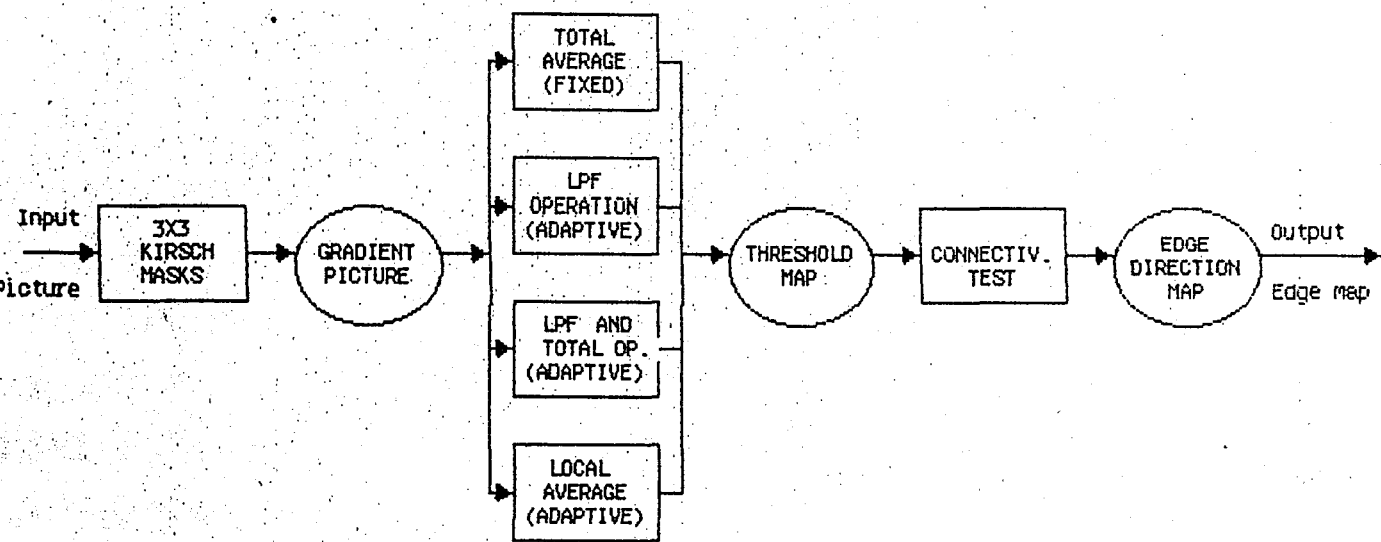 Input
Picture
3X3
KIRSCH
MASKS
GRADIENT
PICTURE
TOTAL
AVERAGE
(FIXED)
LPF
OPERATION
(ADAPTIVE)
LPF AND
TOTAL OP.
(ADAPTIVE)
LOCAL
AVERAGE
(ADAPTIVE)
THRESHOLD
MAP
CONNECTIV.
TEST
EDGE
DIRECTION
MAP
Output
Edge map